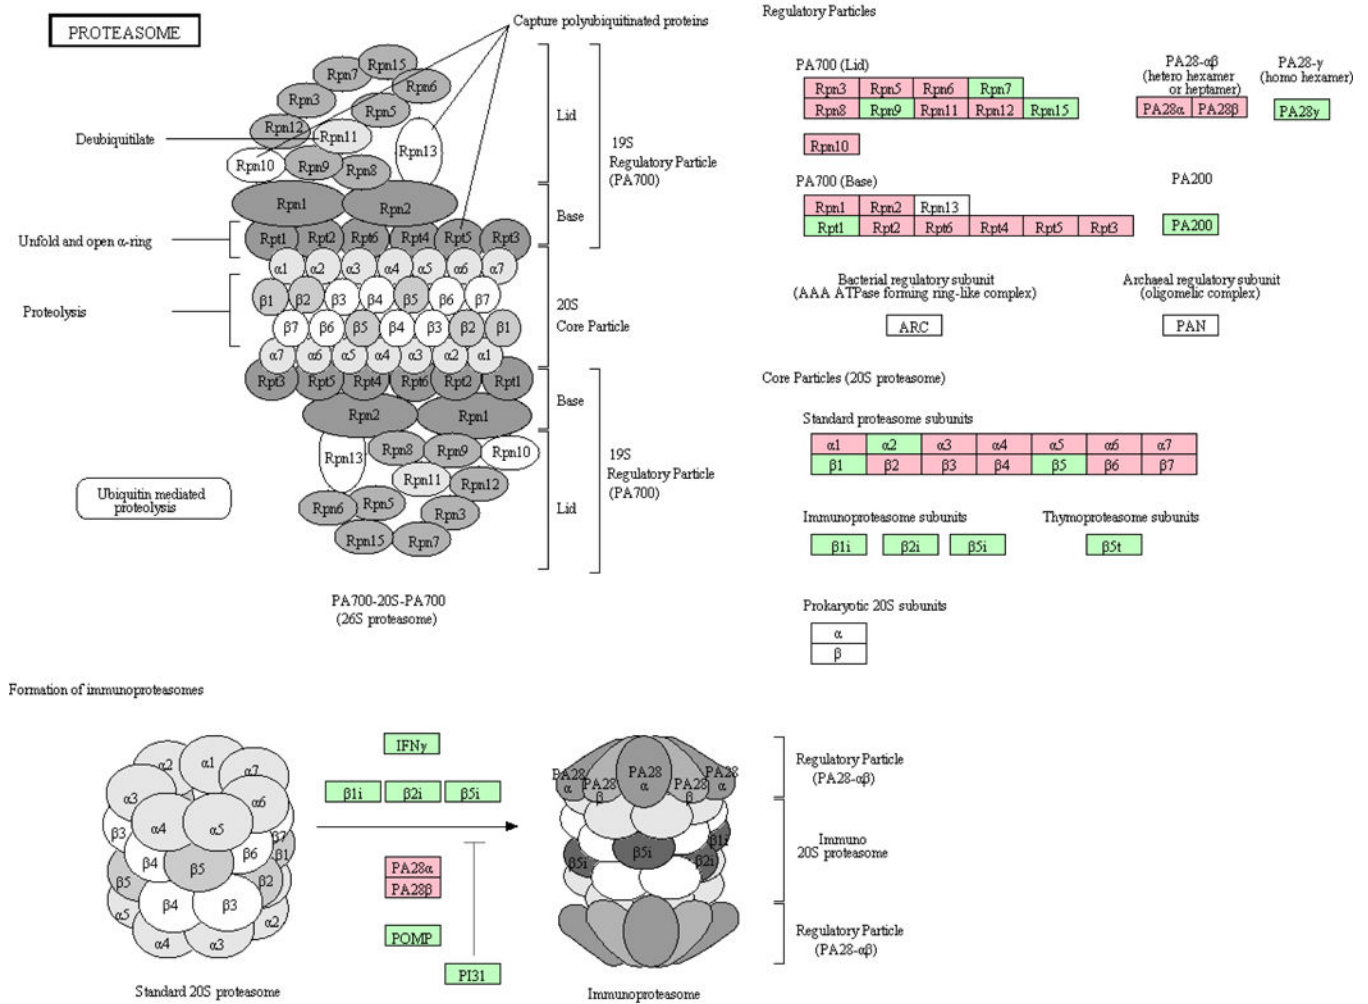 PROTEASOME
Capture polyubiquitinated proteins
Rpn15
Rpn7
Rpn6
Rpn3
Rpn5
Rpn12
Rpn11
Rpn13
Rpn10
Rpn9
Rpn8
Deubiquitilate
Lid
19S
Regulatory Particle
(PA700)
Rpn1
Rpn2
Base
Unfold and open α-ring
Rpt1 Rpt2 Rpt6 Rpt4 Rpt5 Rpt3
α1 α2 α3 α4 α5 α6 α7
β1 β2 β3 β4 β5 β6 β7
Proteolysis
20S
Core Particle
β7 β6 β5 β4 β3 β2 β1
α7 α6 α5 α4 α3 α2 α1
Rpt3 Rpt5 Rpt4 Rpt6 Rpt2 Rpt1
Base
Rpn2
Rpn1
Rpn13
Rpn8
Rpn9
Rpn10
19S
Regulatory Particle
(PA700)
Rpn11
Rpn12
Ubiquitin mediated
proteolysis
Rpn6
Rpn5
Rpn3
Lid
Rpn15
Rpn7
PA700-20S-PA700
(26S proteasome)
Regulatory Particles
PA700 (Lid)
Rpn3 Rpn5 Rpn6 Rpn7
Rpn8 Rpn9 Rpn11 Rpn12 Rpn15
Rpn10
PA28-αβ
(hetero hexamer
or heptamer)
PA28α PA28β
PA28-γ
(homo hexamer)
PA28γ
PA700 (Base)
Rpn1 Rpn2 Rpn13
Rpt1 Rpt2 Rpt6 Rpt4 Rpt5 Rpt3
PA200
PA200
Bacterial regulatory subunit
(AAA ATPase forming ring-like complex)
ARC
Archaeal regulatory subunit
(oligomelic complex)
PAN
Core Particles (20S proteasome)
Standard proteasome subunits
α1 α2 α3 α4 α5 α6 α7
β1 β2 β3 β4 β5 β6 β7
Immunoproteasome subunits
β1i β2i β5i
Thymoproteasome subunits
β5t
Prokaryotic 20S subunits
α
β
Formation of immunoproteasomes
α2 α1 α7
α3 α6
α4 α5
β3 β7
β4 β6 β1
β5
β5 β2
β4 β3
α5 α2
α4 α3
Standard 20S proteasome
IFNγ
β1i β2i β5i
PA28α
PA28β
POMP
PI31
PA28
α
PA28
β
PA28
α
PA28
β
PA28
α
β1i
β5i β5i β2i
Immunoproteasome
Regulatory Particle
(PA28-αβ)
Immuno
20S proteasome
Regulatory Particle
(PA28-αβ)